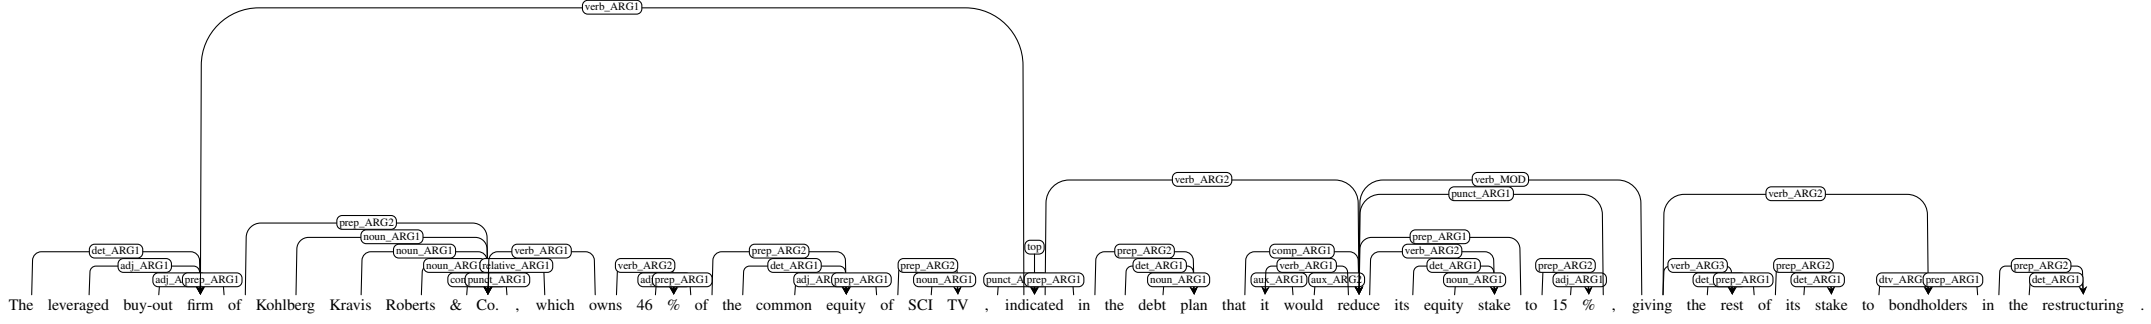 verb_ARG1
verb_ARG2 verb_MOD
punct_ARG1 verb_ARG2
prep_ARG2
noun_ARG1 prep_ARG1
top
det_ARG1 noun_ARG1 verb_ARG1 prep_ARG2 prep_ARG2 comp_ARG1 verb_ARG2
adj_ARG1 relative_ARG1 verb_ARG2 det_ARG1 prep_ARG2 det_ARG1 verb_ARG1 det_ARG1 prep_ARG2 verb_ARG3 prep_ARG2 prep_ARG2
prep_ARG1 punct_ARG1 prep_ARG1 prep_ARG1 noun_ARG1 prep_ARG1 noun_ARG1 aux_ARG1 aux_ARG2 noun_ARG1 adj_ARG1 prep_ARG1 det_ARG1 prep_ARG1 det_ARG1
The leveraged buy-out firm of Kohlberg Kravis Roberts & Co. , which owns 46 % of the common equity of SCI TV , indicated in the debt plan that it would reduce its equity stake to 15 % , giving the rest of its stake to bondholders in the restructuring .